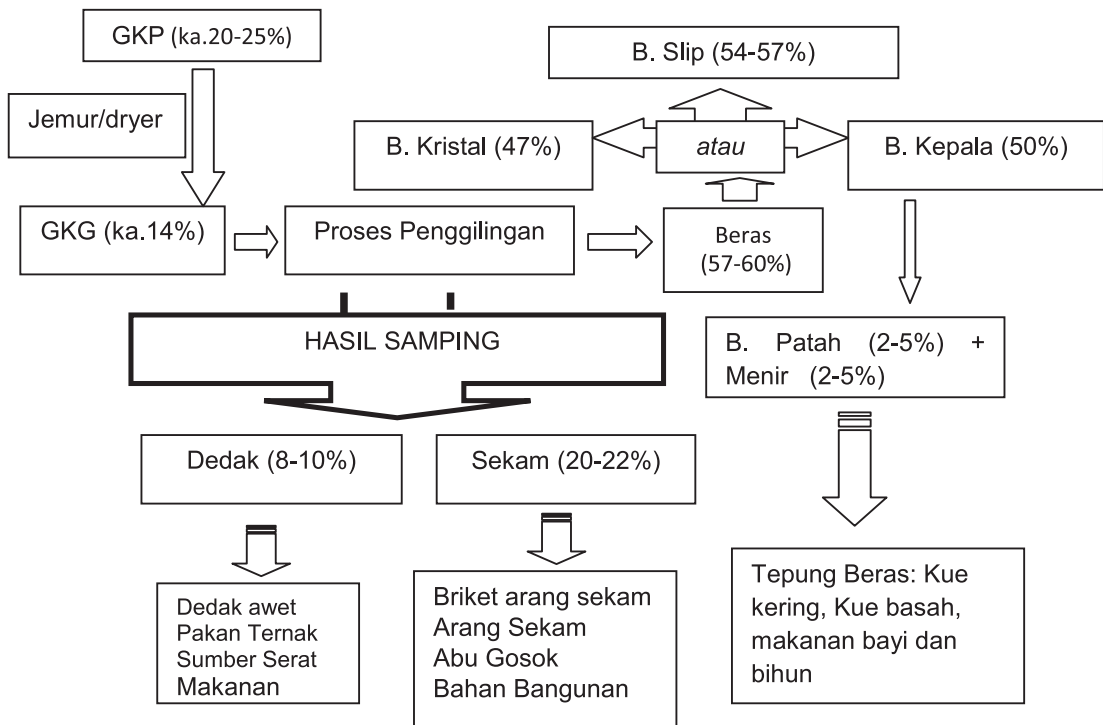 GKP (ka.20-25%)
B. Slip (54-57%)
Jemur/dryer
B. Kristal (47%)
atau
B. Kepala (50%)
GKG (ka.14%)
Proses Penggilingan
Beras
(57-60%)
HASIL SAMPING
B. Patah (2-5%) +
Menir (2-5%)
Dedak (8-10%)
Sekam (20-22%)
Dedak awet
Pakan Ternak
Sumber Serat
Makanan
Briket arang sekam
Arang Sekam
Abu Gosok
Bahan Bangunan
Tepung Beras: Kue
kering, Kue basah,
makanan bayi dan
bihun